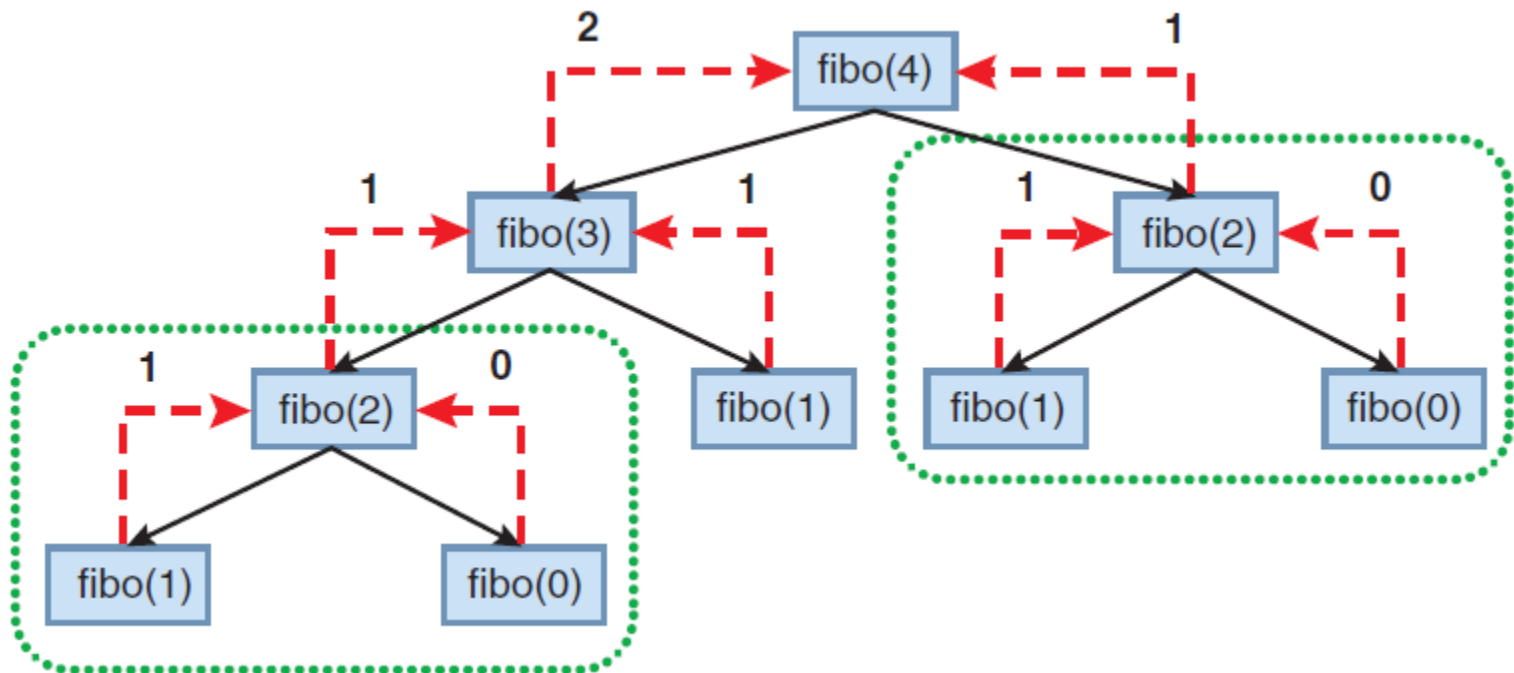 2 1
fibo(4)
1 1 1 0
fibo(3) fibo(2)
1 0
fibo(2) fibo(1) fibo(1) fibo(0)
fibo(1) fibo(0)